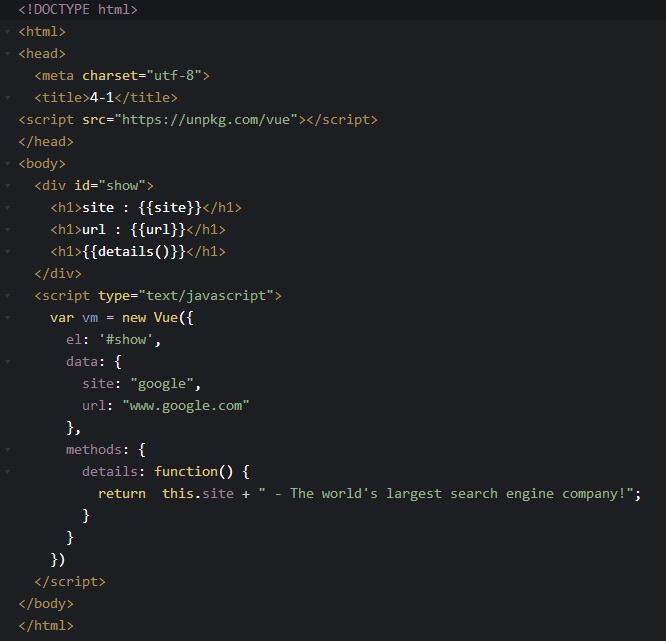 <!DOCTYPE html>
<html>
<head>
  <meta charset="utf-8">
  <title>4-1</title>
<script src="https://unpkg.com/vue"></script>
</head>
<body>
  <div id="show">
    <h1>site : {{site}}</h1>
    <h1>url : {{url}}</h1>
    <h1>{{details()}}</h1>
  </div>
  <script type="text/javascript">
    var vm = new Vue({
      el: '#show',
      data: {
        site: "google",
        url: "www.google.com"
      },
      methods: {
        details: function() {
          return  this.site + " - The world's largest search engine company!";
        }
      }
    })
  </script>
</body>
</html>